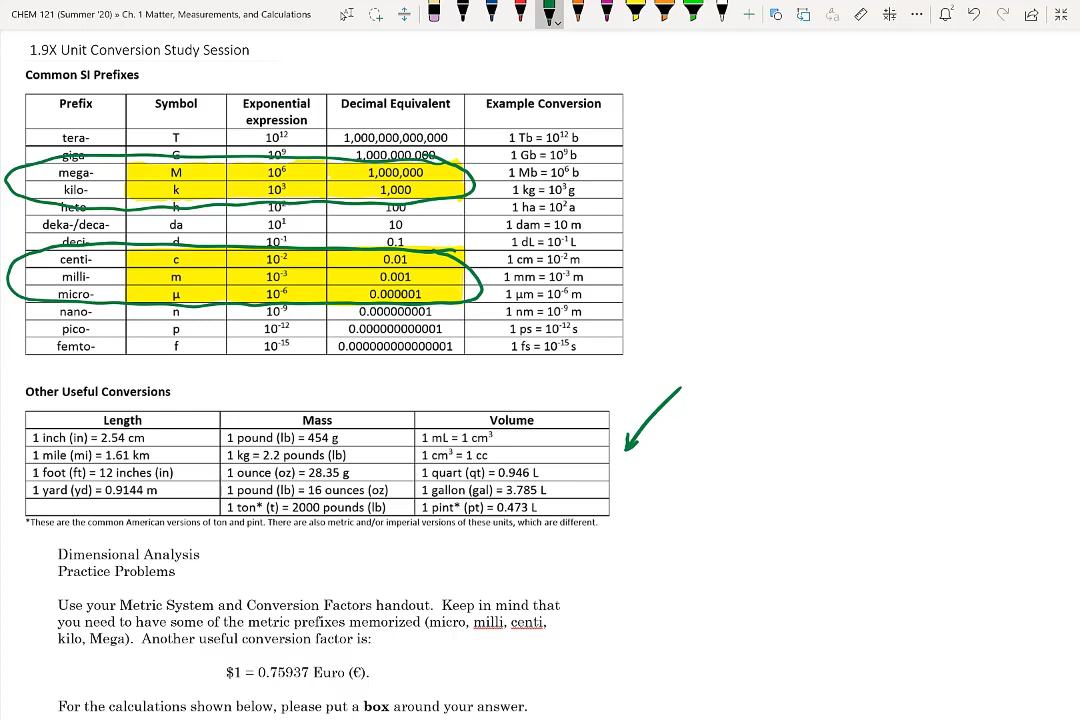 CHEM 121 (Summer '20) » Ch. 1 Matter, Measurements, and Calculations
1.9X Unit Conversion Study Session
Common SI Prefixes
Prefix Symbol Exponential expression Decimal Equivalent Example Conversion
tera- T 10¹² 1,000,000,000,000 1 Tb = 10¹² b
giga- G 10⁹ 1,000,000,000 1 Gb = 10⁹ b
mega- M 10⁶ 1,000,000 1 Mb = 10⁶ b
kilo- k 10³ 1,000 1 kg = 10³ g
heto- h 10² 100 1 ha = 10² a
deka-/deca- da 10¹ 10 1 dam = 10 m
deci- d 10⁻¹ 0.1 1 dL = 10⁻¹ L
centi- c 10⁻² 0.01 1 cm = 10⁻² m
milli- m 10⁻³ 0.001 1 mm = 10⁻³ m
micro- µ 10⁻⁶ 0.000001 1 µm = 10⁻⁶ m
nano- n 10⁻⁹ 0.000000001 1 nm = 10⁻⁹ m
pico- p 10⁻¹² 0.000000000001 1 ps = 10⁻¹² s
femto- f 10⁻¹⁵ 0.000000000000001 1 fs = 10⁻¹⁵ s
Other Useful Conversions
Length Mass Volume
1 inch (in) = 2.54 cm 1 pound (lb) = 454 g 1 mL = 1 cm³
1 mile (mi) = 1.61 km 1 kg = 2.2 pounds (lb) 1 cm³ = 1 cc
1 foot (ft) = 12 inches (in) 1 ounce (oz) = 28.35 g 1 quart (qt) = 0.946 L
1 yard (yd) = 0.9144 m 1 pound (lb) = 16 ounces (oz) 1 gallon (gal) = 3.785 L
1 ton* (t) = 2000 pounds (lb) 1 pint* (pt) = 0.473 L
*These are the common American versions of ton and pint. There are also metric and/or imperial versions of these units, which are different.
Dimensional Analysis
Practice Problems
Use your Metric System and Conversion Factors handout. Keep in mind that
you need to have some of the metric prefixes memorized (micro, milli, centi,
kilo, Mega). Another useful conversion factor is:
$1 = 0.75937 Euro (€).
For the calculations shown below, please put a box around your answer.